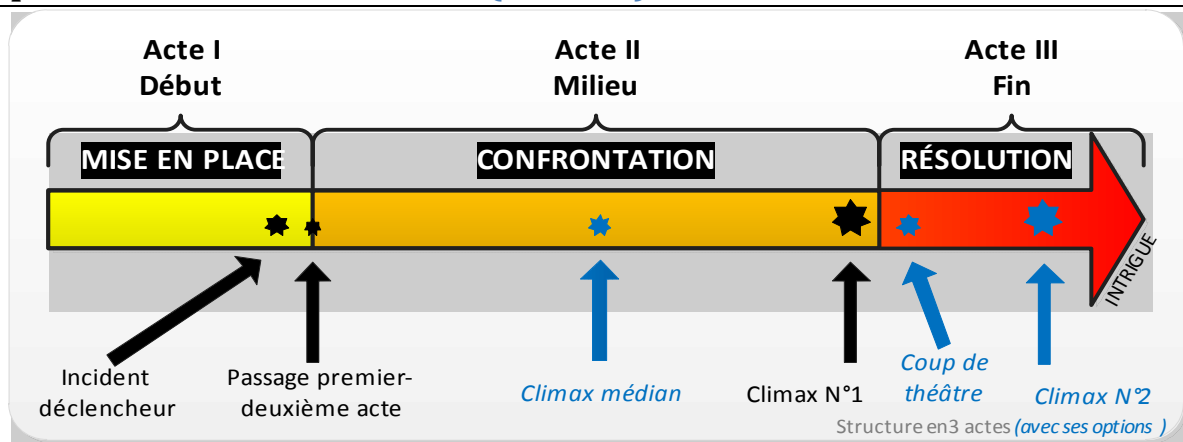 Acte I
Début
Acte II
Milieu
Acte III
Fin
MISE EN PLACE
CONFRONTATION
RÉSOLUTION
INTRIGUE
Incident
déclencheur
Passage premier-
deuxième acte
Climax médian
Climax N°1
Coup de
théâtre
Climax N°2
Structure en3 actes (avec ses options )